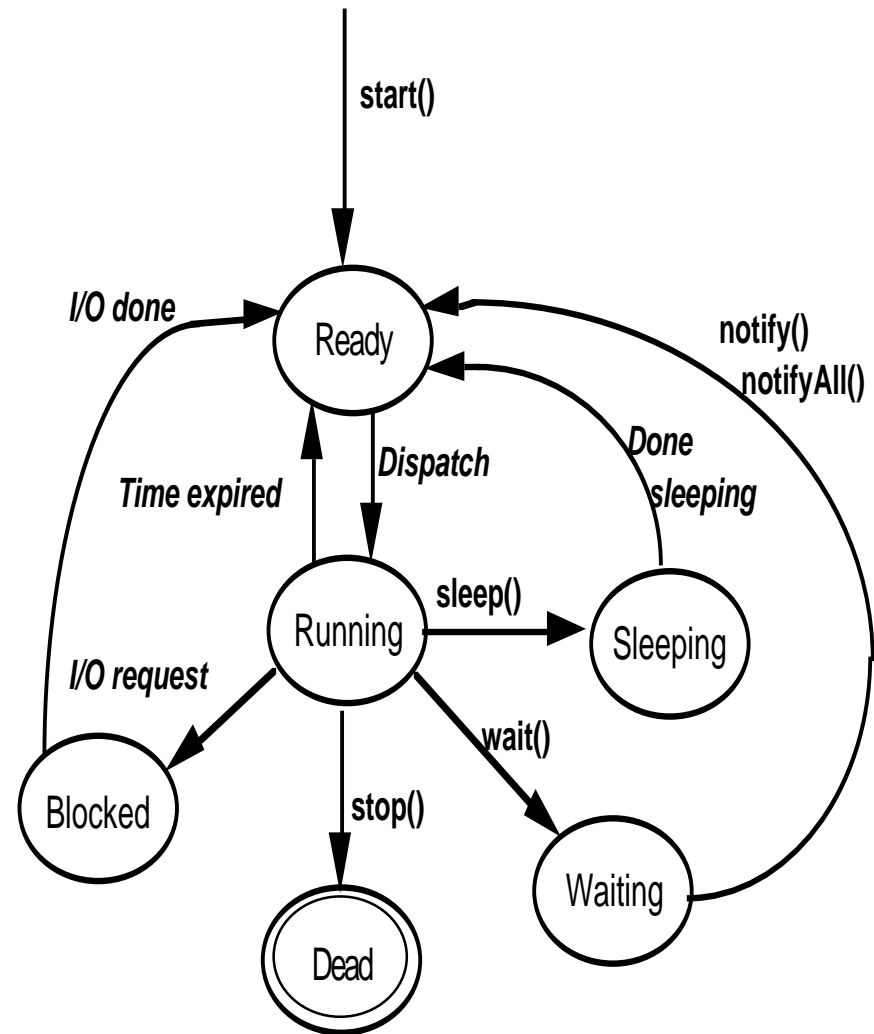 start()
I/O done
Ready
notify()
notifyAll()
Time expired
Dispatch
Done
sleeping
Running
sleep()
Sleeping
I/O request
wait()
Blocked
stop()
Waiting
Dead